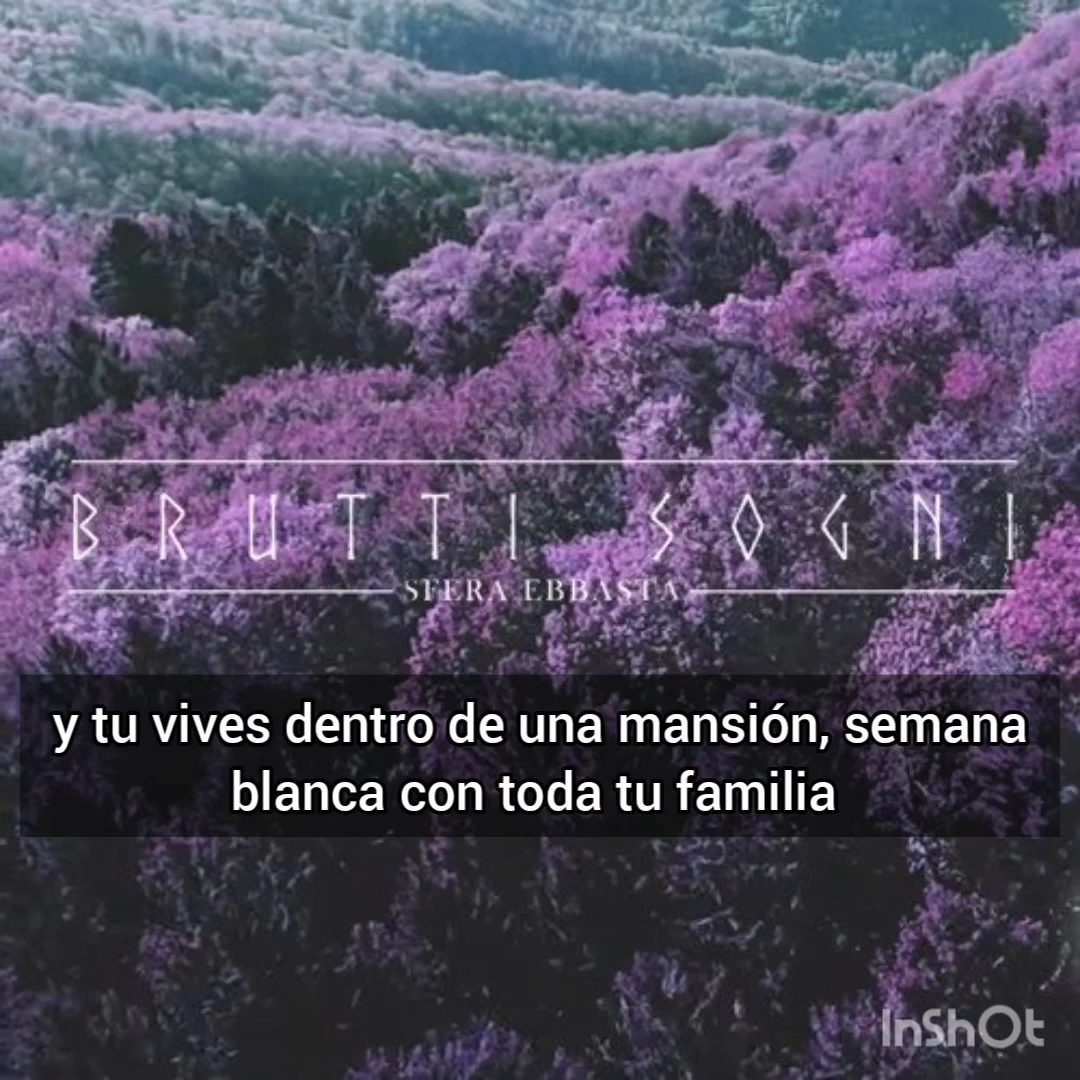 BRUTTI SOGNI
SFERA EBBASTA
y tu vives dentro de una mansión, semana
blanca con toda tu familia
InShOt